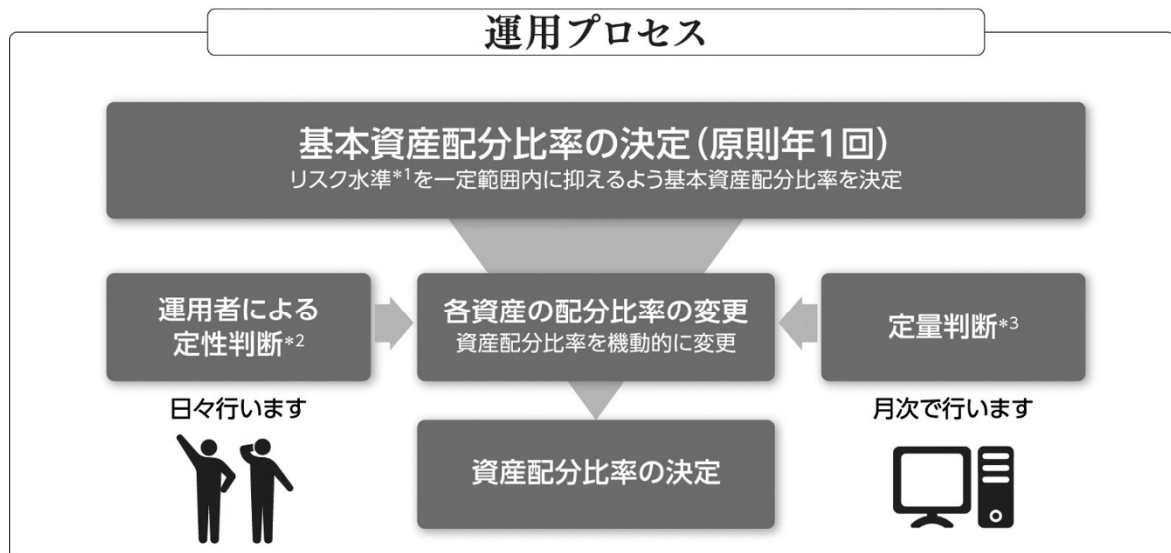 運用プロセス
基本資産配分比率の決定(原則年1回)
リスク水準*1を一定範囲内に抑えるよう基本資産配分比率を決定
運用者による
定性判断*2
各資産の配分比率の変更
資産配分比率を機動的に変更
定量判断*3
日々行います
月次で行います
資産配分比率の決定